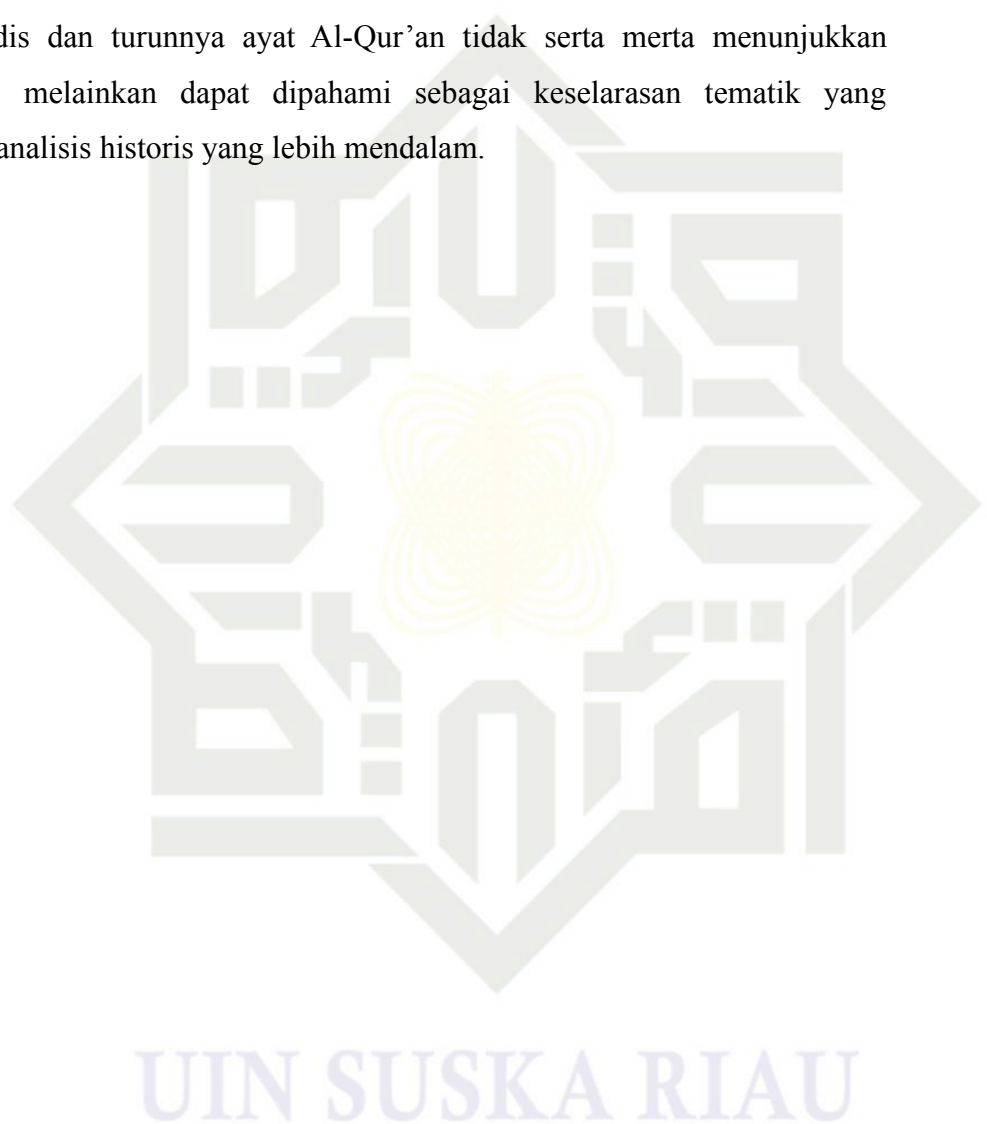 dis dan turunnya ayat Al-Qur’an tidak serta merta menunjukkan
melainkan dapat dipahami sebagai keselarasan tematik yang
analisis historis yang lebih mendalam.
UIN SUSKA RIAU